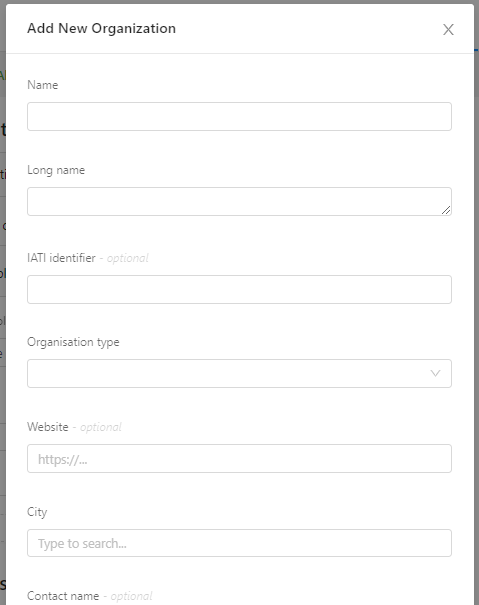 Add New Organization
Name
Long name
IATI identifier - optional
Organisation type
Website - optional
https://...
City
Type to search...
Contact name - optional